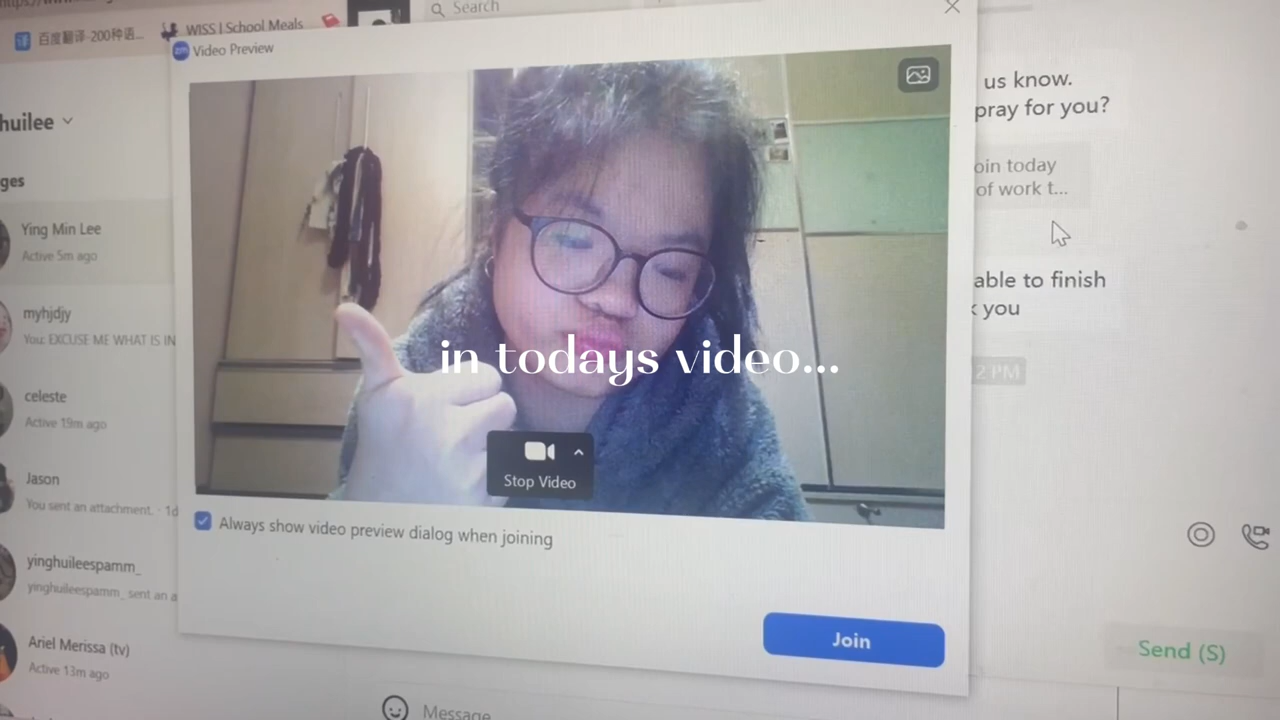 百度翻译-200种语...
WISS | School Meals
Search
zm Video Preview
huilee
ges
Ying Min Lee
Active 5m ago
myhjdjy
You: EXCUSE ME WHAT IS IN
celeste
Active 19m ago
Jason
You sent an attachment. · 1d
yinghuileespamm_
yinghuileespamm_ sent an a
Ariel Merissa (tv)
Active 13m ago
in todays video...
Stop Video
Always show video preview dialog when joining
Join
us know.
pray for you?
oin today
of work t...
able to finish
you
2 PM
Send (S)
Message